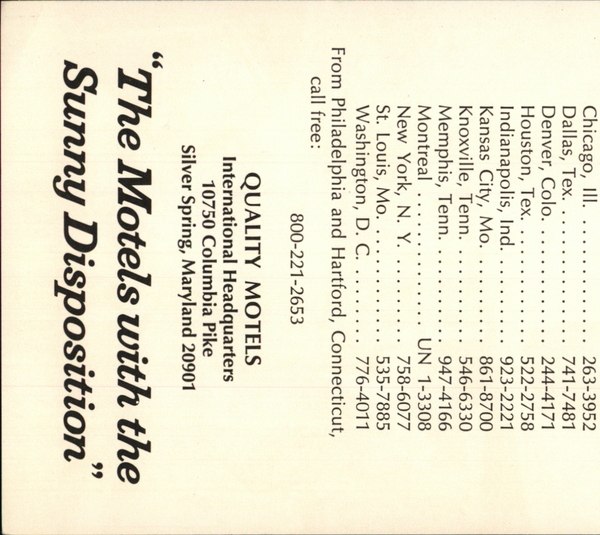 Chicago, Ill. . . . . . . . . . . . . 263-3952
Dallas, Tex. . . . . . . . . . . . . 741-7481
Denver, Colo. . . . . . . . . . . . 244-4171
Houston, Tex. . . . . . . . . . . . 522-2758
Indianapolis, Ind. . . . . . . . . . 923-2221
Kansas City, Mo. . . . . . . . . . . 861-8700
Knoxville, Tenn. . . . . . . . . . . 546-6330
Memphis, Tenn. . . . . . . . . . . . 947-4166
Montreal . . . . . . . . . . . . UN 1-3308
New York, N. Y. . . . . . . . . . . 758-6077
St. Louis, Mo. . . . . . . . . . . . 535-7885
Washington, D. C. . . . . . . . . . 776-4011
From Philadelphia and Hartford, Connecticut,
call free:
800-221-2653
QUALITY MOTELS
International Headquarters
10750 Columbia Pike
Silver Spring, Maryland 20901
“The Motels with the
Sunny Disposition”